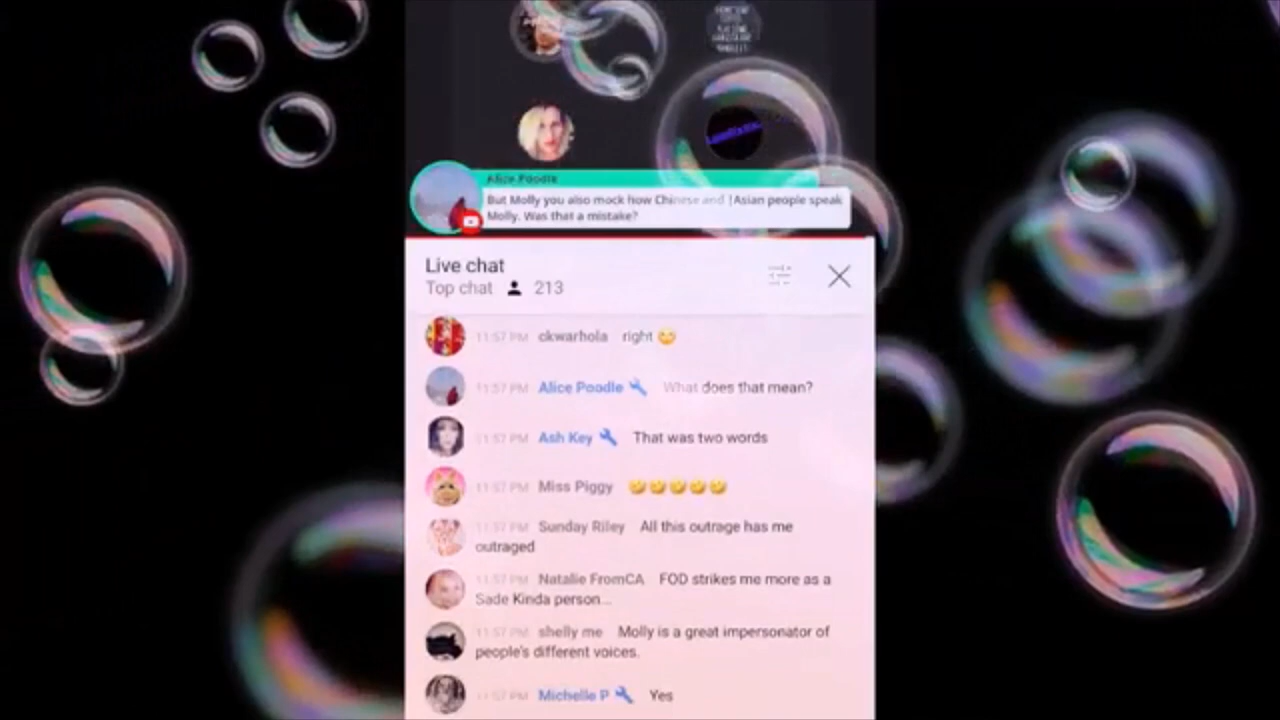 Alice Poodle
But Molly you also mock how Chinese and |Asian people speak
Molly. Was that a mistake?
Live chat
Top chat 213
11:57 PM ckwarhola right
11:57 PM Alice Poodle What does that mean?
11:57 PM Ash Key That was two words
11:57 PM Miss Piggy 🤣🤣🤣🤣🤣
11:57 PM Sunday Riley All this outrage has me
outraged
11:57 PM Natalie FromCA FOD strikes me more as a
Sade Kinda person...
11:57 PM shelly me Molly is a great impersonator of
people's different voices.
11:57 PM Michelle P Yes